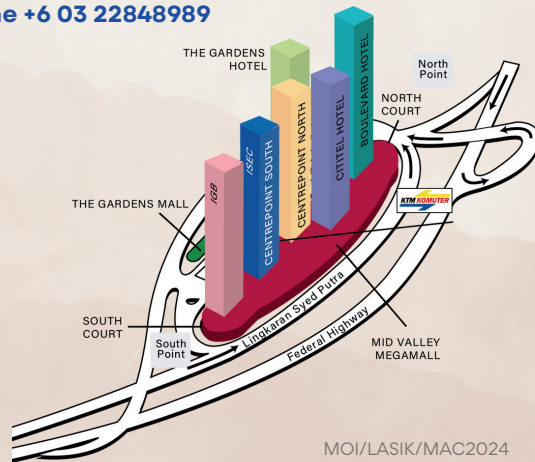 ne +6 03 22848989
THE GARDENS
HOTEL
BOULEVARD HOTEL
North
Point
NORTH
COURT
CITITEL HOTEL
CENTREPOINT NORTH
ISEC
CENTREPOINT SOUTH
IGB
KTM KOMUTER
THE GARDENS MALL
SOUTH
COURT
South
Point
Lingkaran Syed Putra
Federal Highway
MID VALLEY
MEGAMALL
MOI/LASIK/MAC2024